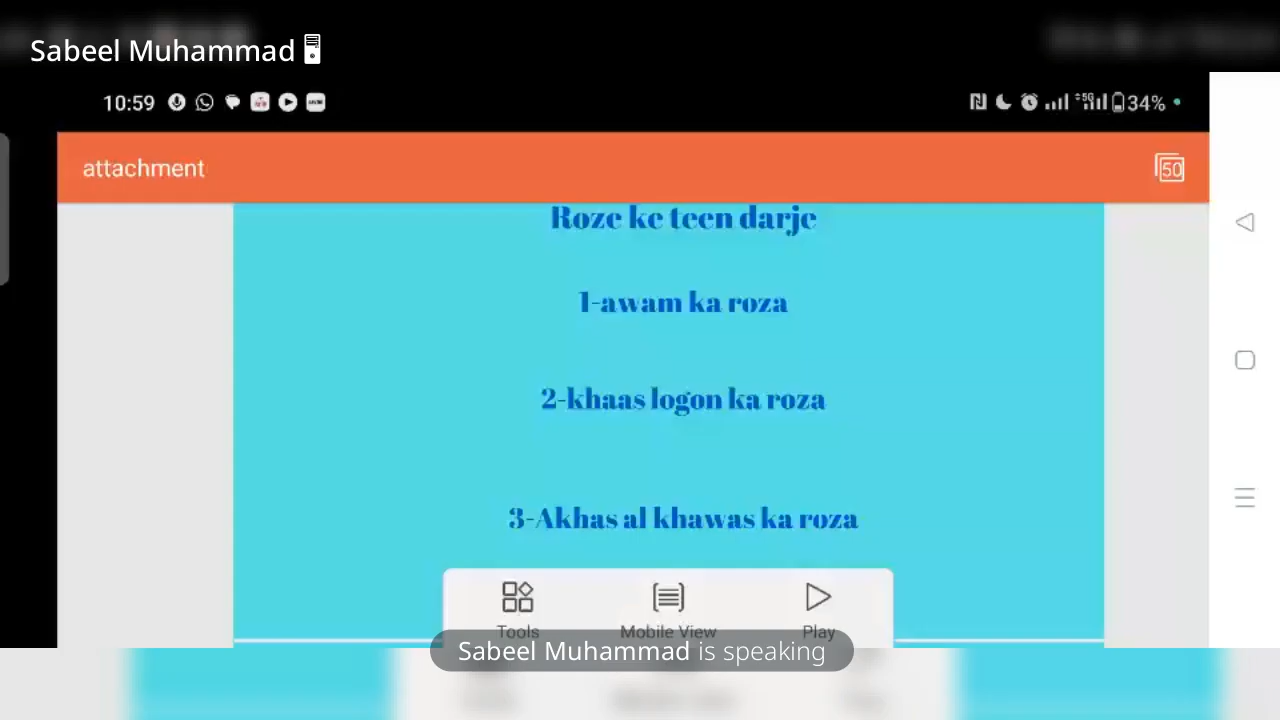 Sabeel Muhammad
10:59
5G 34%
attachment
50
Roze ke teen darje
1-awam ka roza
2-khaas logon ka roza
3-Akhas al khawas ka roza
Tools Mobile View Play
Sabeel Muhammad is speaking